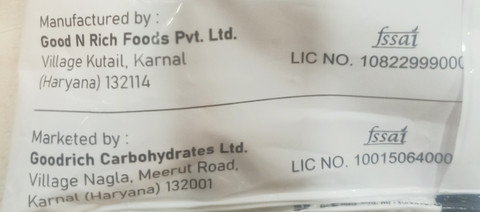 Manufactured by :
Good N Rich Foods Pvt. Ltd.
Village Kutail, Karnal
(Haryana) 132114
fssai
LIC NO. 10822999000
Marketed by :
Goodrich Carbohydrates Ltd.
Village Nagla, Meerut Road,
Karnal (Haryana) 132001
fssai
LIC NO. 10015064000